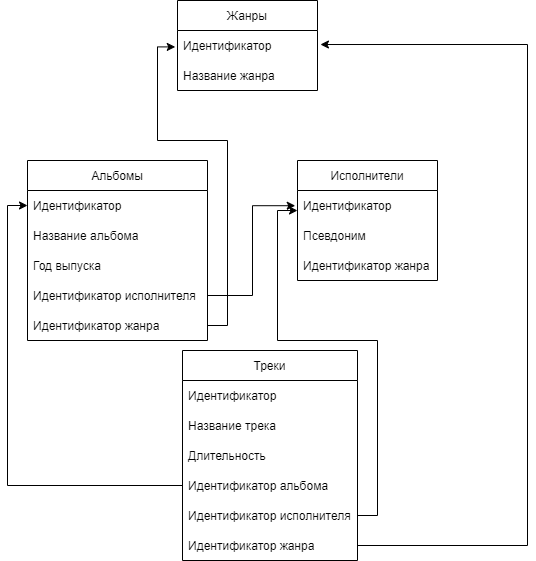 Жанры
Идентификатор
Название жанра
Альбомы
Идентификатор
Название альбома
Год выпуска
Идентификатор исполнителя
Идентификатор жанра
Исполнители
Идентификатор
Псевдоним
Идентификатор жанра
Треки
Идентификатор
Название трека
Длительность
Идентификатор альбома
Идентификатор исполнителя
Идентификатор жанра